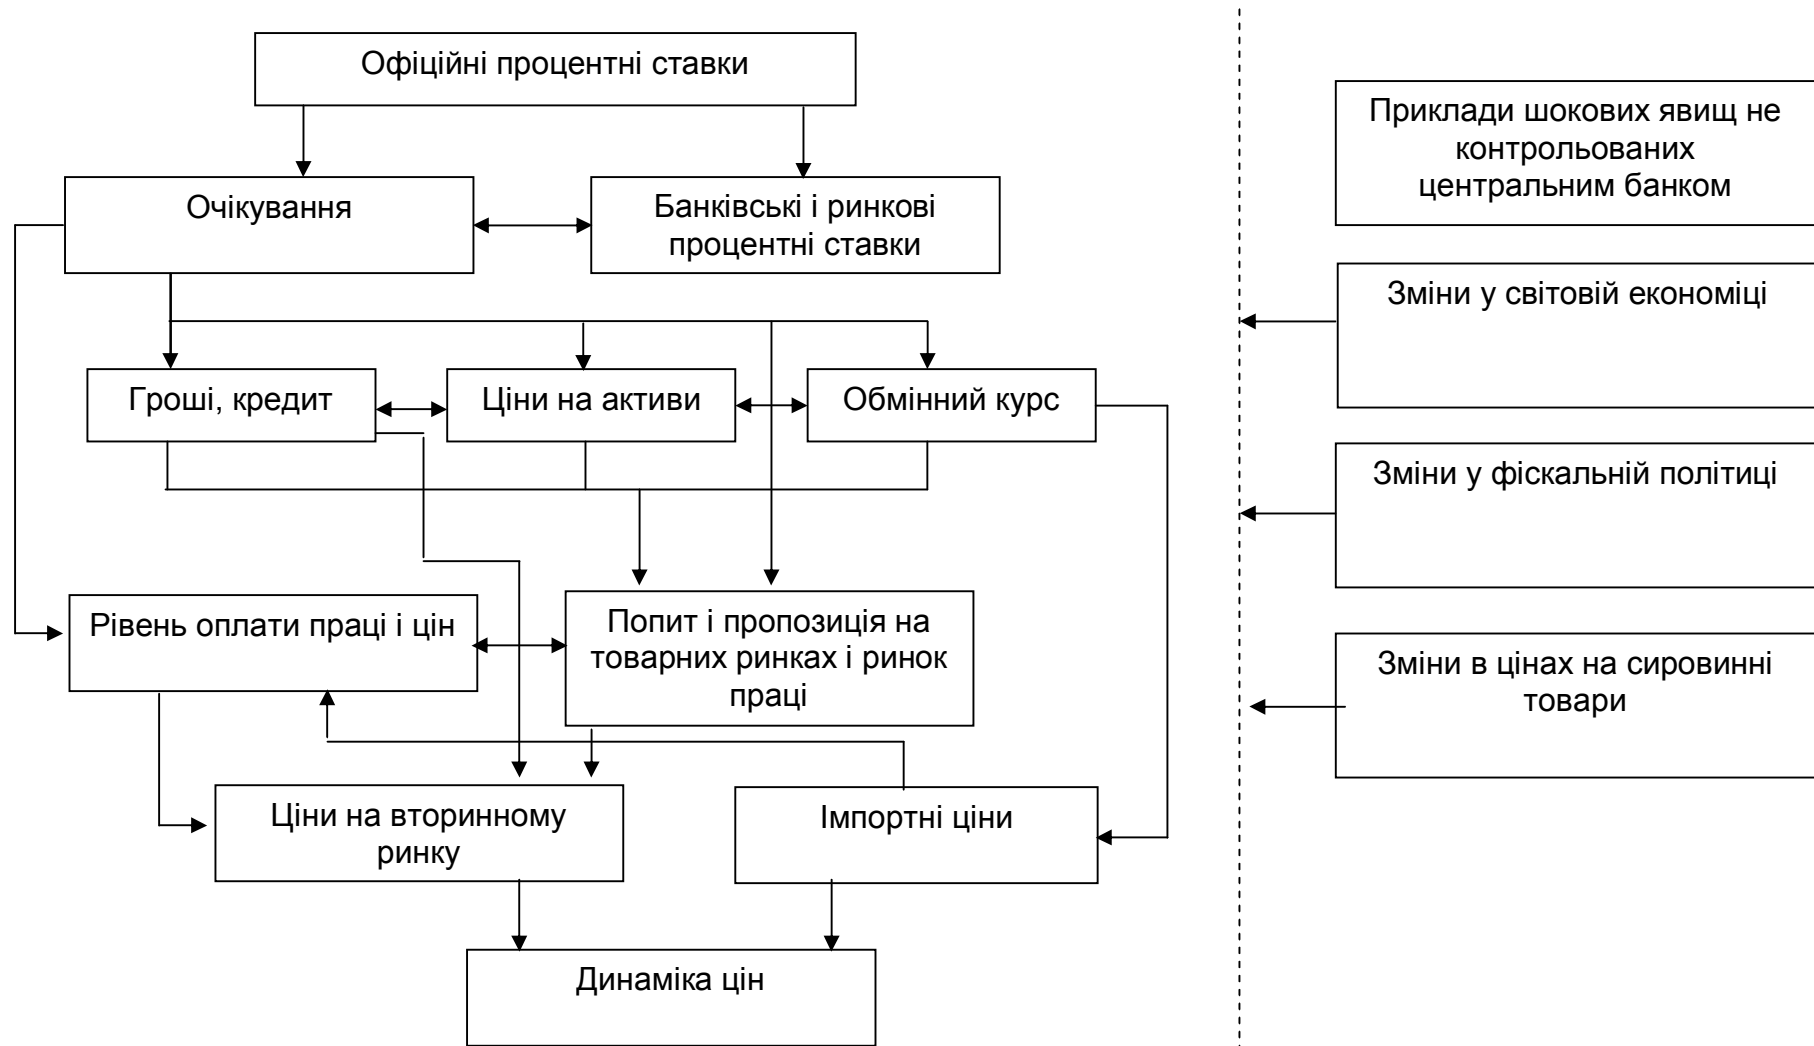 Офіційні процентні ставки
Очікування
Банківські і ринкові
процентні ставки
Гроші, кредит
Ціни на активи
Обмінний курс
Рівень оплати праці і цін
Попит і пропозиція на
товарних ринках і ринок
праці
Ціни на вторинному
ринку
Імпортні ціни
Динаміка цін
Приклади шокових явищ не
контрольованих
центральним банком
Зміни у світовій економіці
Зміни у фіскальній політиці
Зміни в цінах на сировинні
товари